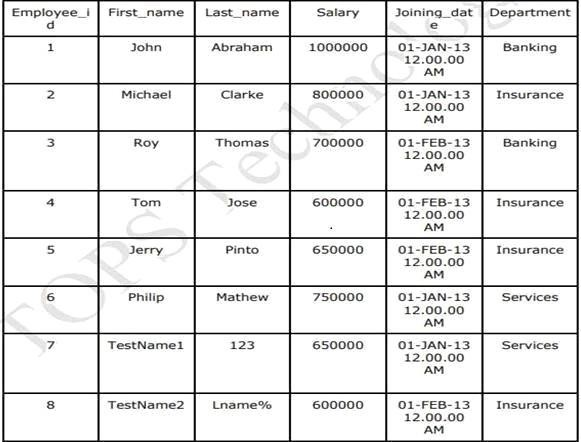 Employee_i First_name Last_name Salary Joining_dat Department
d e
1 John Abraham 1000000 01-JAN-13 Banking
12.00.00
AM
2 Michael Clarke 800000 01-JAN-13 Insurance
12.00.00
AM
3 Roy Thomas 700000 01-FEB-13 Banking
12.00.00
AM
4 Tom Jose 600000 01-FEB-13 Insurance
12.00.00
AM
5 Jerry Pinto 650000 01-FEB-13 Insurance
12.00.00
AM
6 Philip Mathew 750000 01-JAN-13 Services
12.00.00
AM
7 TestName1 123 650000 01-JAN-13 Services
12.00.00
AM
8 TestName2 Lname% 600000 01-FEB-13 Insurance
12.00.00
AM
TOPS Technolog